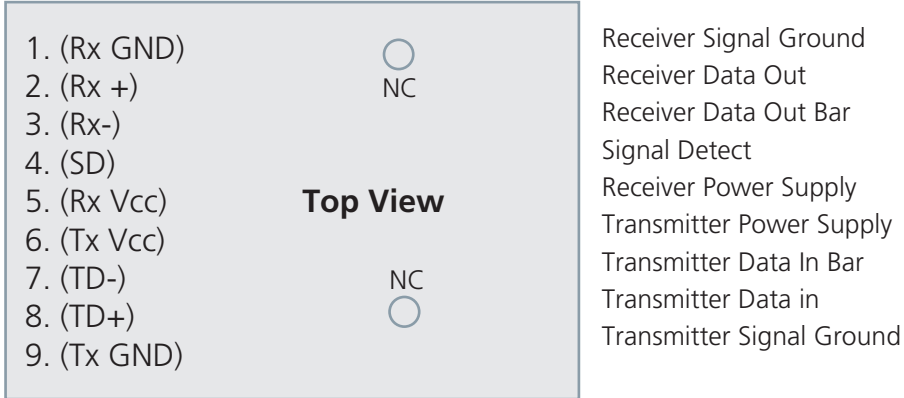 1. (Rx GND)
2. (Rx +)
NC
3. (Rx-)
4. (SD)
5. (Rx Vcc)
Top View
6. (Tx Vcc)
7. (TD-)
NC
8. (TD+)
9. (Tx GND)
Receiver Signal Ground
Receiver Data Out
Receiver Data Out Bar
Signal Detect
Receiver Power Supply
Transmitter Power Supply
Transmitter Data In Bar
Transmitter Data in
Transmitter Signal Ground